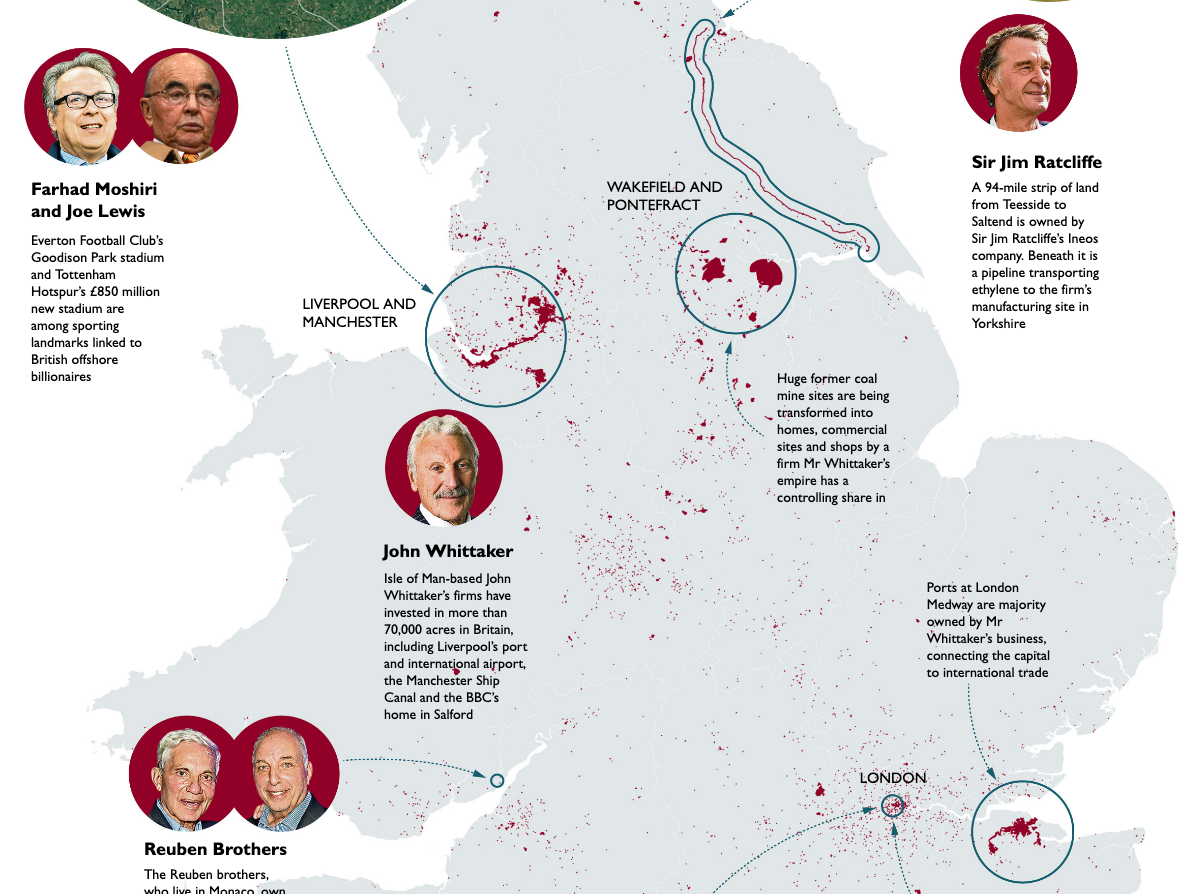 Farhad Moshiri
and Joe Lewis
Everton Football Club's
Goodison Park stadium
and Tottenham
Hotspur's £850 million
new stadium are
among sporting
landmarks linked to
British offshore
billionaires
LIVERPOOL AND
MANCHESTER
WAKEFIELD AND
PONTEFRACT
Sir Jim Ratcliffe
A 94-mile strip of land
from Teesside to
Saltend is owned by
Sir Jim Ratcliffe's Ineos
company. Beneath it is
a pipeline transporting
ethylene to the firm's
manufacturing site in
Yorkshire
Huge former coal
mine sites are being
transformed into
homes, commercial
sites and shops by a
firm Mr Whittaker's
empire has a
controlling share in
John Whittaker
Isle of Man-based John
Whittaker's firms have
invested in more than
70,000 acres in Britain,
including Liverpool's port
and international airport,
the Manchester Ship
Canal and the BBC's
home in Salford
Ports at London
Medway are majority
owned by Mr
Whittaker's business,
connecting the capital
to international trade
LONDON
Reuben Brothers
The Reuben brothers,
who live in Monaco, own